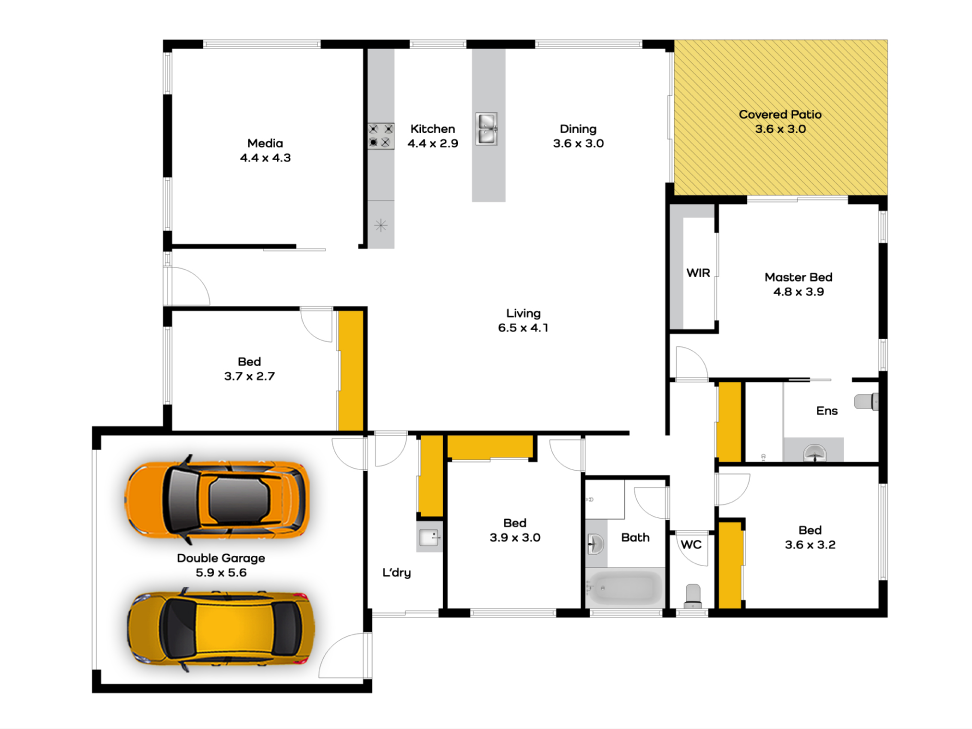 Media
4.4 x 4.3
Kitchen
4.4 x 2.9
Dining
3.6 x 3.0
Covered Patio
3.6 x 3.0
WIR
Master Bed
4.8 x 3.9
Living
6.5 x 4.1
Bed
3.7 x 2.7
Ens
Double Garage
5.9 x 5.6
L'dry
Bed
3.9 x 3.0
Bath
WC
Bed
3.6 x 3.2